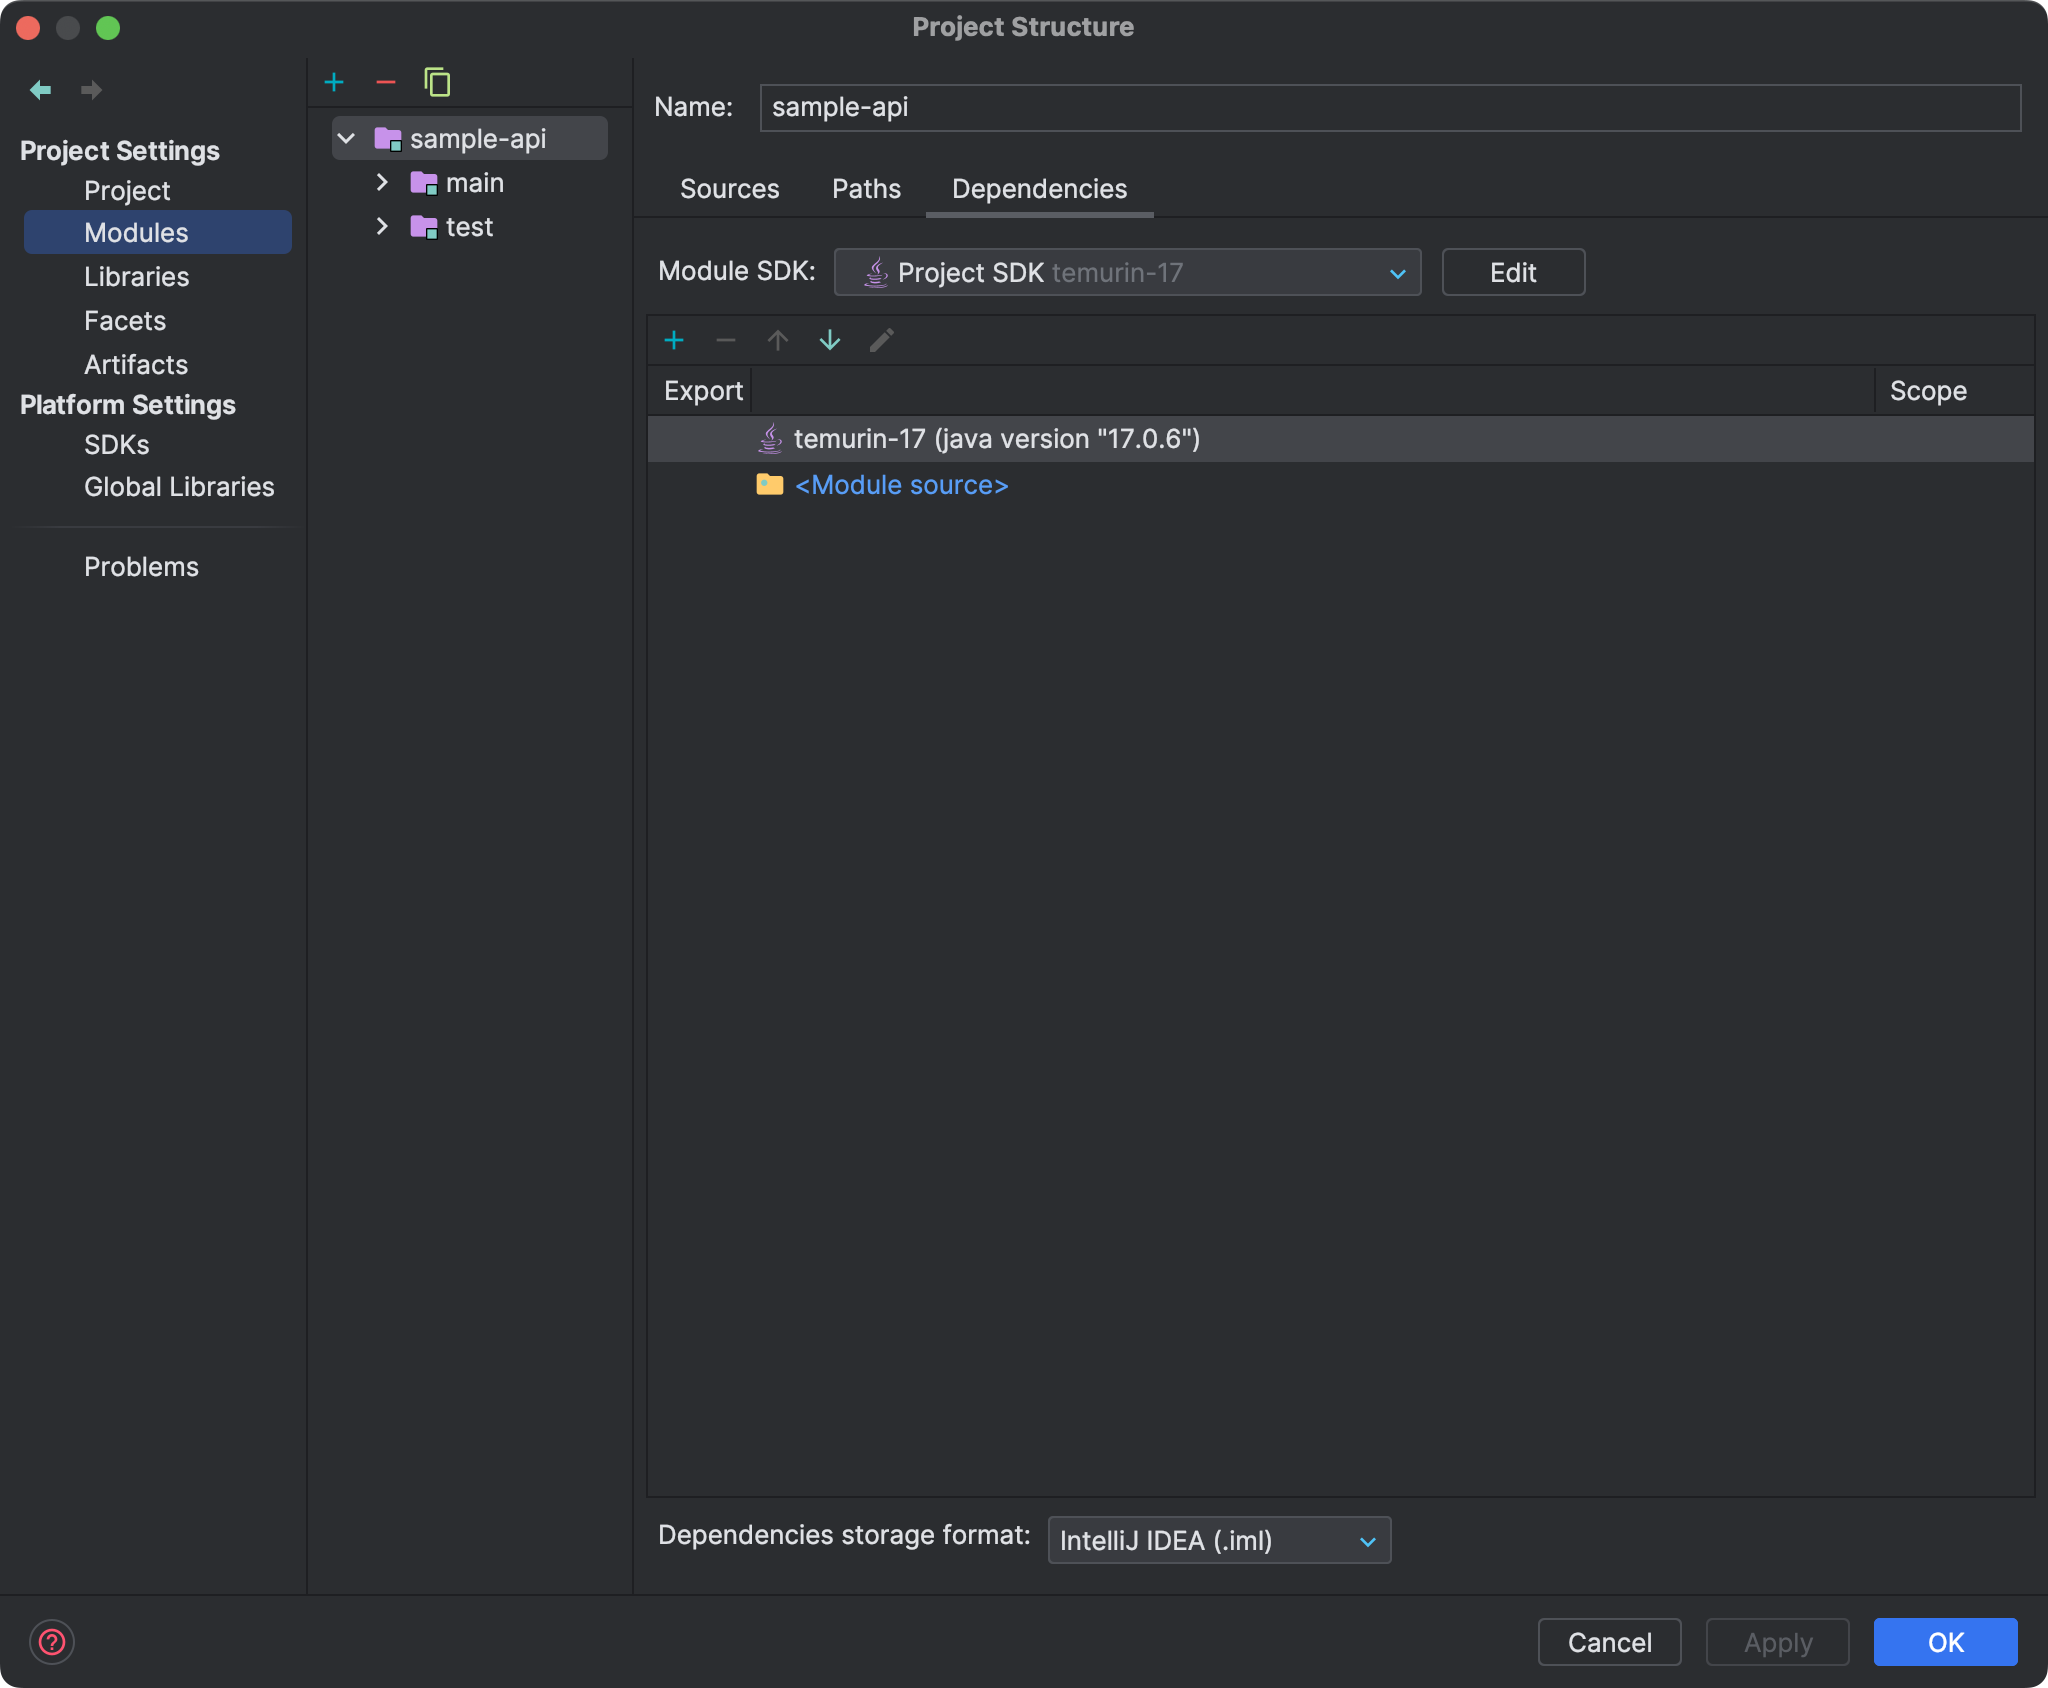 Project Structure
Project Settings
Project
Modules
Libraries
Facets
Artifacts
Platform Settings
SDKs
Global Libraries
Problems
sample-api
main
test
Name: sample-api
Sources Paths Dependencies
Module SDK: Project SDK temurin-17 Edit
Export Scope
temurin-17 (java version "17.0.6")
<Module source>
Dependencies storage format: IntelliJ IDEA (.iml)
? Cancel Apply OK